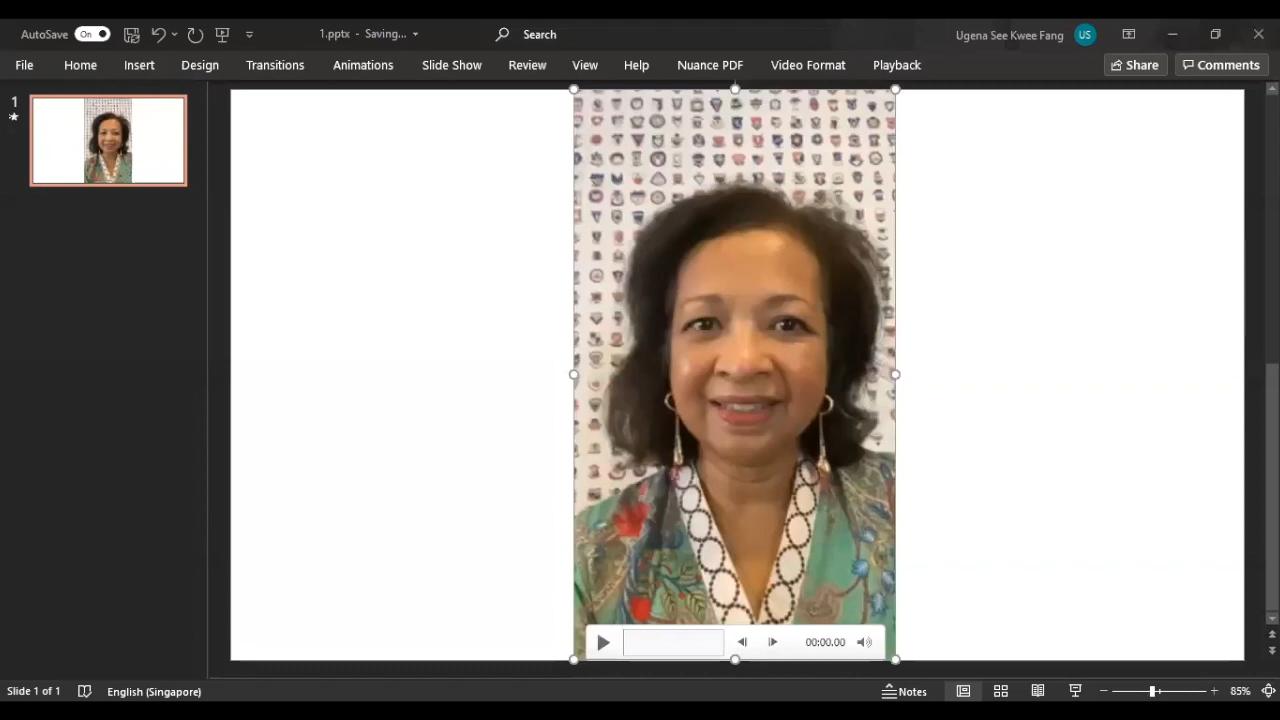 AutoSave On 1.pptx - Saving... Search Ugena See Kwee Fang US
File Home Insert Design Transitions Animations Slide Show Review View Help Nuance PDF Video Format Playback Share Comments
1
00:00.00
Slide 1 of 1 English (Singapore) Notes 85%